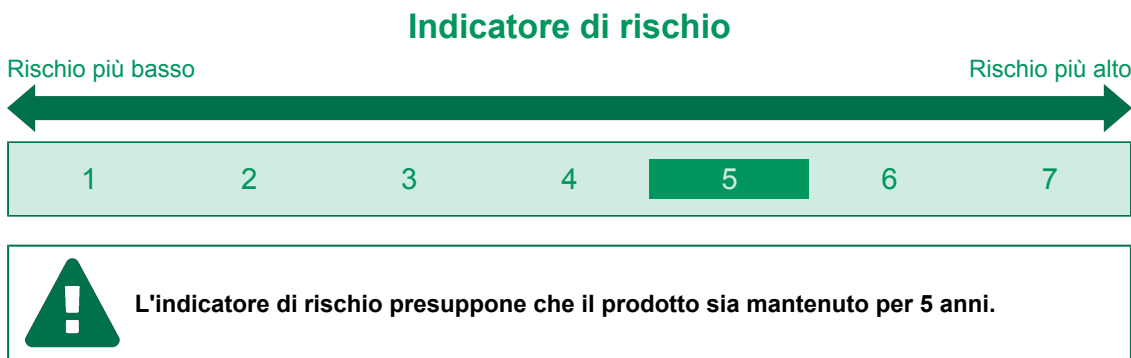 Indicatore di rischio
Rischio più basso Rischio più alto
1 2 3 4 5 6 7
L'indicatore di rischio presuppone che il prodotto sia mantenuto per 5 anni.